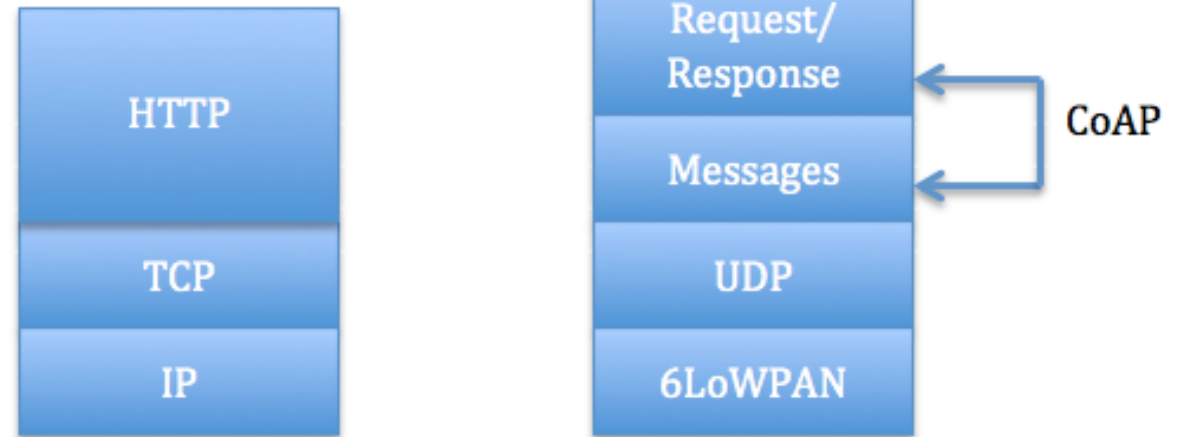 HTTP
TCP
IP
Request/
Response
Messages
UDP
6LoWPAN
CoAP